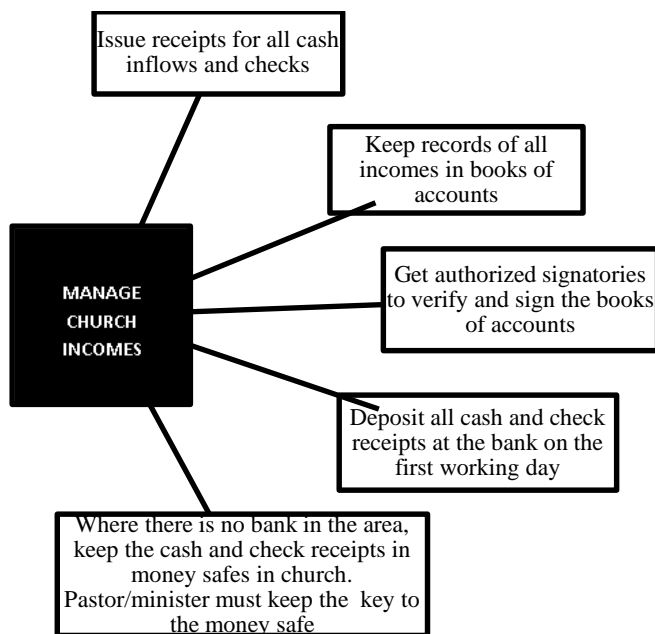 Issue receipts for all cash
inflows and checks
Keep records of all
incomes in books of
accounts
MANAGE
CHURCH
INCOMES
Get authorized signatories
to verify and sign the books
of accounts
Deposit all cash and check
receipts at the bank on the
first working day
Where there is no bank in the area,
keep the cash and check receipts in
money safes in church.
Pastor/minister must keep the key to
the money safe